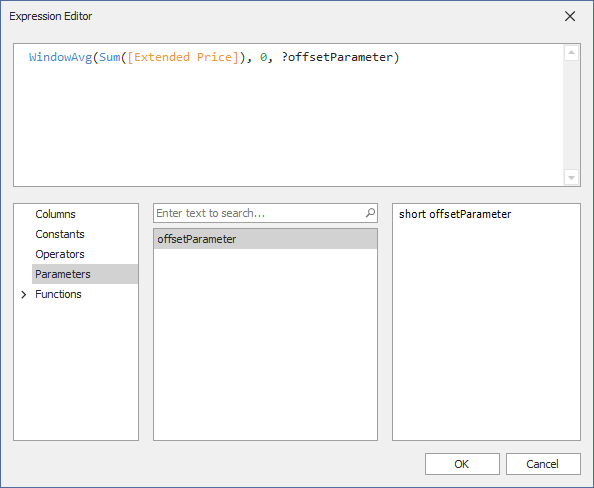 Expression Editor
WindowAvg(Sum([Extended Price]), 0, ?offsetParameter)
Columns
Constants
Operators
Parameters
Functions
Enter text to search...
offsetParameter
short offsetParameter
OK
Cancel